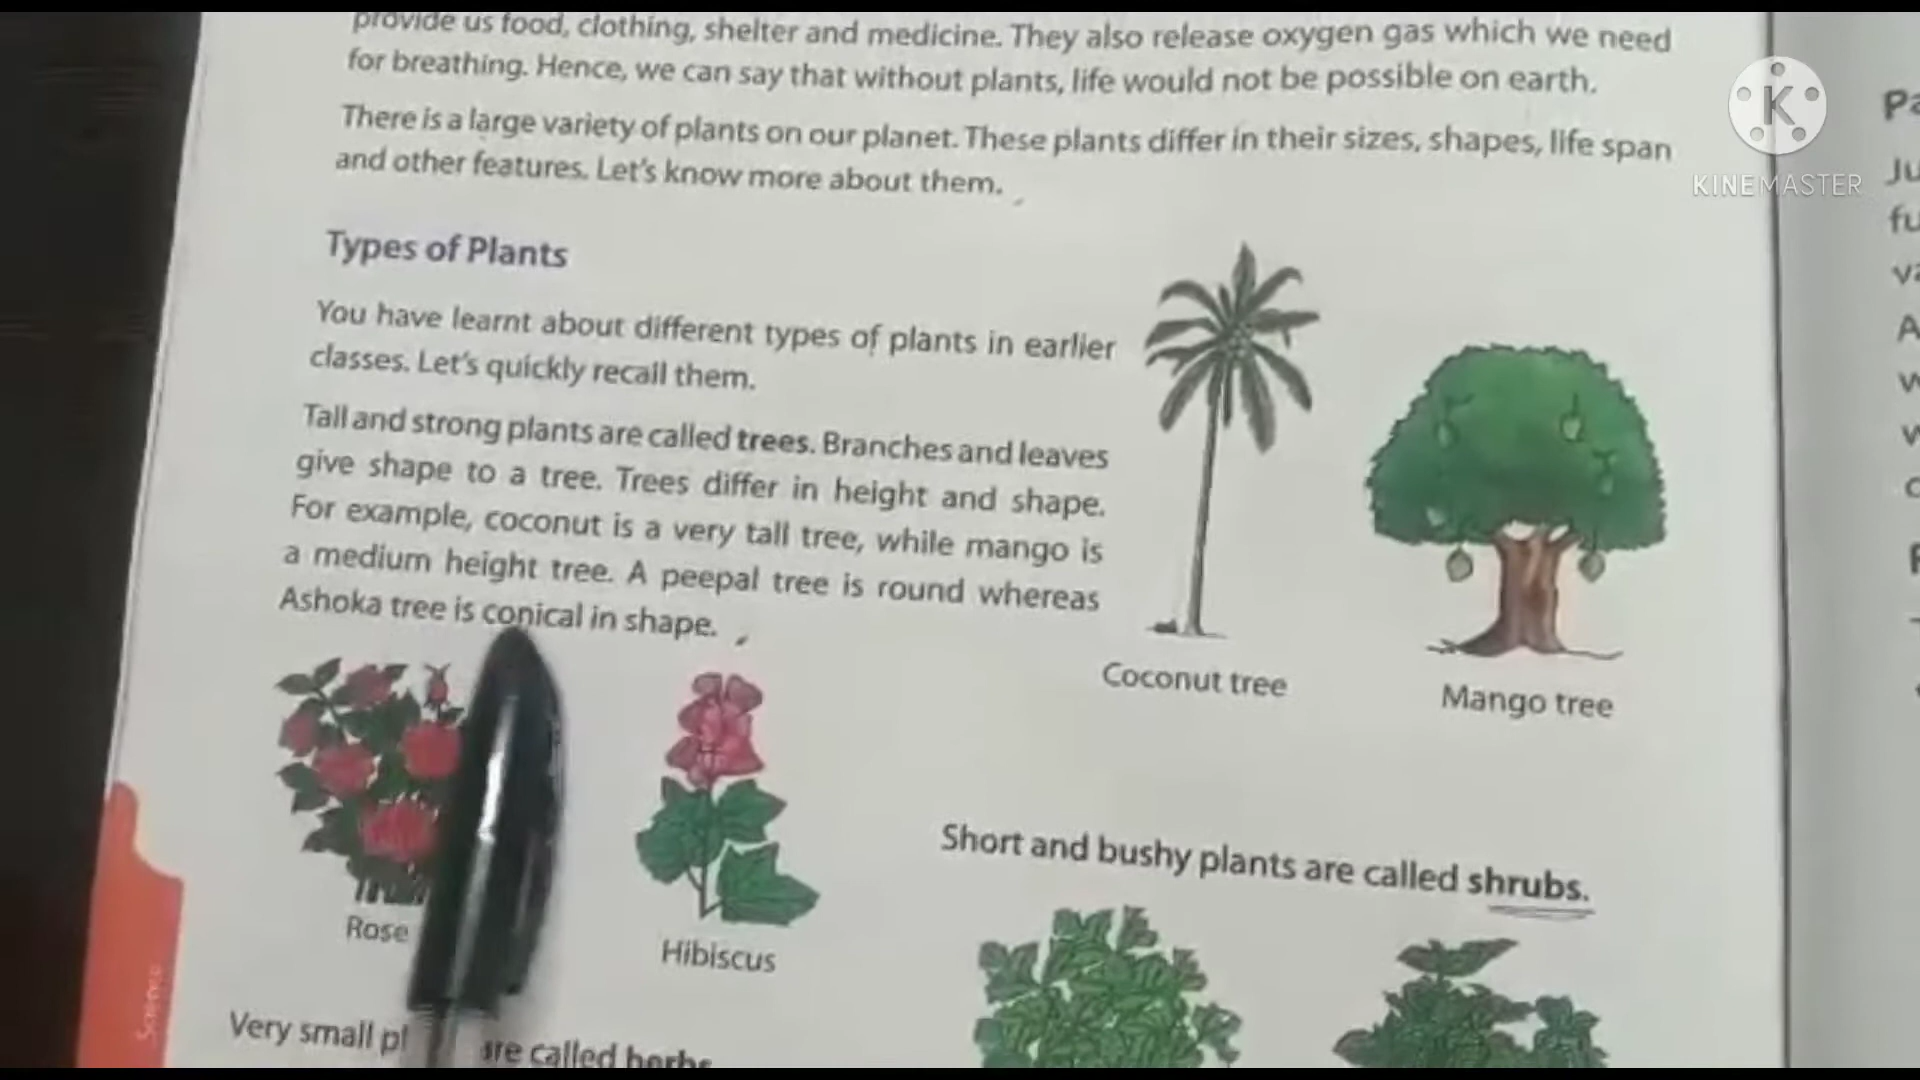 provide us food, clothing, shelter and medicine. They also release oxygen gas which we need
for breathing. Hence, we can say that without plants, life would not be possible on earth.
There is a large variety of plants on our planet. These plants differ in their sizes, shapes, life span
and other features. Let's know more about them.
Types of Plants
You have learnt about different types of plants in earlier
classes. Let's quickly recall them.
Tall and strong plants are called trees. Branches and leaves
give shape to a tree. Trees differ in height and shape.
For example, coconut is a very tall tree, while mango is
a medium height tree. A peepal tree is round whereas
Ashoka tree is conical in shape.
Coconut tree
Mango tree
Rose
Hibiscus
Short and bushy plants are called shrubs.
Very small are called herbs
Science
K
KINEMASTER